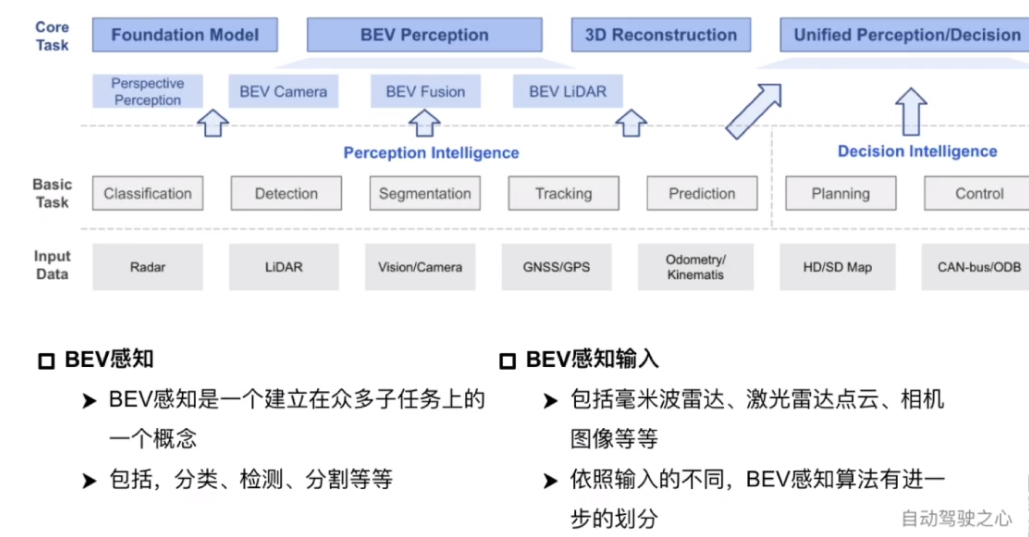 Core
Task
Foundation Model
BEV Perception
3D Reconstruction
Unified Perception/Decision
Perspective
Perception
BEV Camera
BEV Fusion
BEV LiDAR
Perception Intelligence
Decision Intelligence
Basic
Task
Classification
Detection
Segmentation
Tracking
Prediction
Planning
Control
Input
Data
Radar
LiDAR
Vision/Camera
GNSS/GPS
Odometry/
Kinematis
HD/SD Map
CAN-bus/ODB
BEV感知
BEV感知是一个建立在众多子任务上的
一个概念
包括，分类、检测、分割等等
BEV感知输入
包括毫米波雷达、激光雷达点云、相机
图像等等
依照输入的不同，BEV感知算法有进一
步的划分
自动驾驶之心